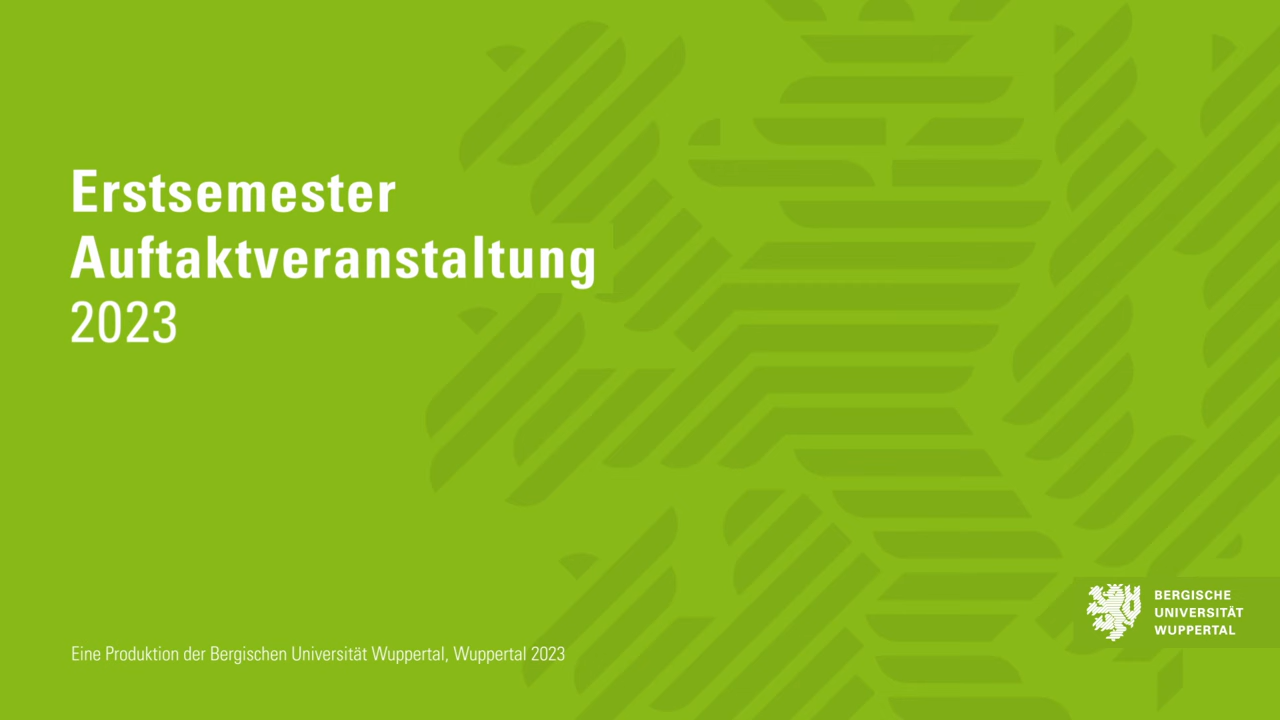 Erstsemester
Auftaktveranstaltung
2023
Eine Produktion der Bergischen Universität Wuppertal, Wuppertal 2023
BERGISCHE
UNIVERSITÄT
WUPPERTAL